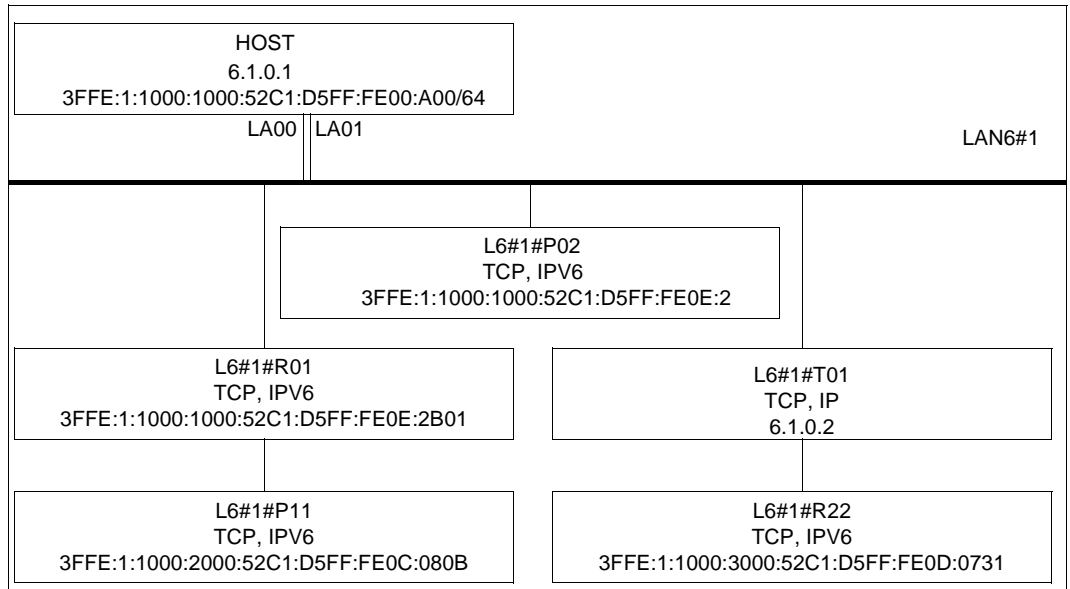 HOST
6.1.0.1
3FFE:1:1000:1000:52C1:D5FF:FE00:A00/64
LA00 LA01
LAN6#1
L6#1#P02
TCP, IPV6
3FFE:1:1000:1000:52C1:D5FF:FE0E:2
L6#1#R01
TCP, IPV6
3FFE:1:1000:1000:52C1:D5FF:FE0E:2B01
L6#1#T01
TCP, IP
6.1.0.2
L6#1#P11
TCP, IPV6
3FFE:1:1000:2000:52C1:D5FF:FE0C:080B
L6#1#R22
TCP, IPV6
3FFE:1:1000:3000:52C1:D5FF:FE0D:0731